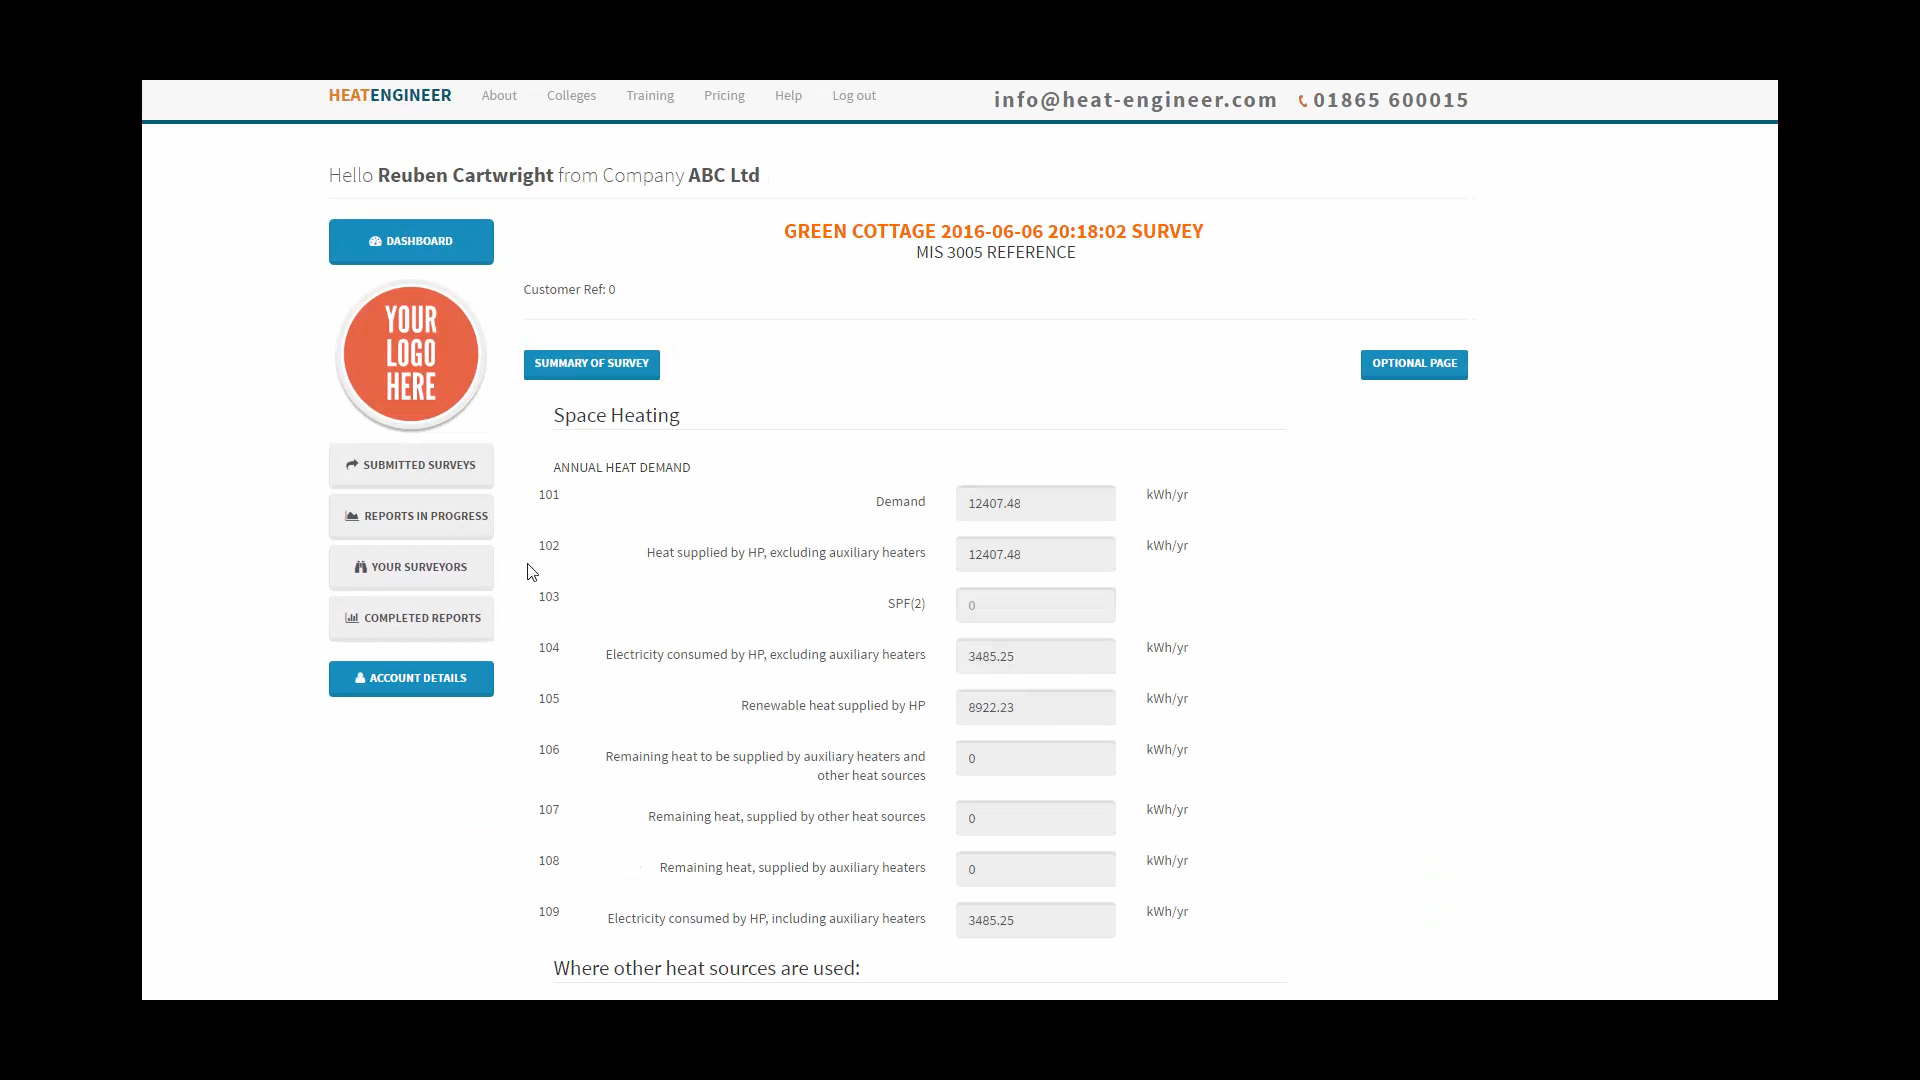 HEATENGINEER About Colleges Training Pricing Help Log out info@heat-engineer.com 01865 600015
Hello Reuben Cartwright from Company ABC Ltd
DASHBOARD
YOUR
LOGO
HERE
SUBMITTED SURVEYS
REPORTS IN PROGRESS
YOUR SURVEYORS
COMPLETED REPORTS
ACCOUNT DETAILS
GREEN COTTAGE 2016-06-06 20:18:02 SURVEY
MIS 3005 REFERENCE
Customer Ref: 0
SUMMARY OF SURVEY OPTIONAL PAGE
Space Heating
ANNUAL HEAT DEMAND
101 Demand 12407.48 kWh/yr
102 Heat supplied by HP, excluding auxiliary heaters 12407.48 kWh/yr
103 SPF(2) 0
104 Electricity consumed by HP, excluding auxiliary heaters 3485.25 kWh/yr
105 Renewable heat supplied by HP 8922.23 kWh/yr
106 Remaining heat to be supplied by auxiliary heaters and 0 kWh/yr
other heat sources
107 Remaining heat, supplied by other heat sources 0 kWh/yr
108 Remaining heat, supplied by auxiliary heaters 0 kWh/yr
109 Electricity consumed by HP, including auxiliary heaters 3485.25 kWh/yr
Where other heat sources are used: